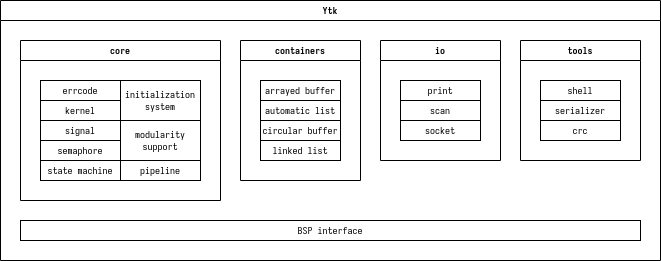 Ytk
core
errcode
kernel
signal
semaphore
state machine
initialization
system
modularity
support
pipeline
containers
arrayed buffer
automatic list
circular buffer
linked list
io
print
scan
socket
tools
shell
serializer
crc
BSP interface